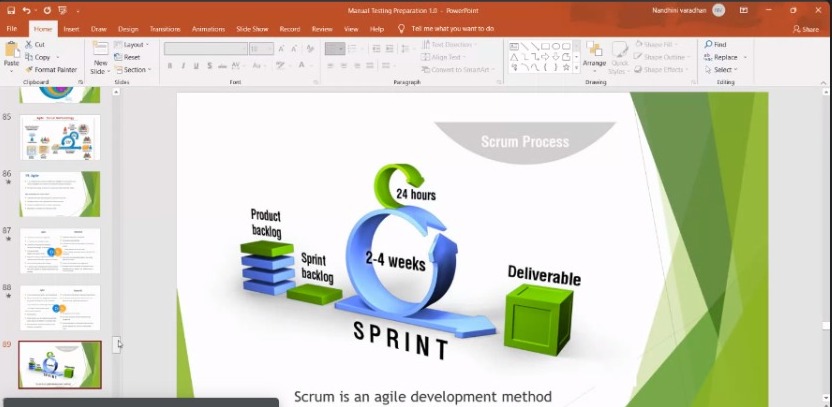 Manual Testing Preparation 1.0 - PowerPoint
Nandhini varadhan
File Home Insert Draw Design Transitions Animations Slide Show Record Review View Help Tell me what you want to do
Share
Paste
Cut
Copy
Format Painter
Clipboard
New Slide
Layout
Reset
Section
Slides
Font
Text Direction
Align Text
Convert to SmartArt
Paragraph
Arrange
Quick Styles
Shape Fill
Shape Outline
Shape Effects
Drawing
Find
Replace
Select
Editing
85
86
87
88
89
Scrum Process
24 hours
Product
backlog
Sprint
backlog
2-4 weeks
Deliverable
SPRINT
Scrum is an agile development method